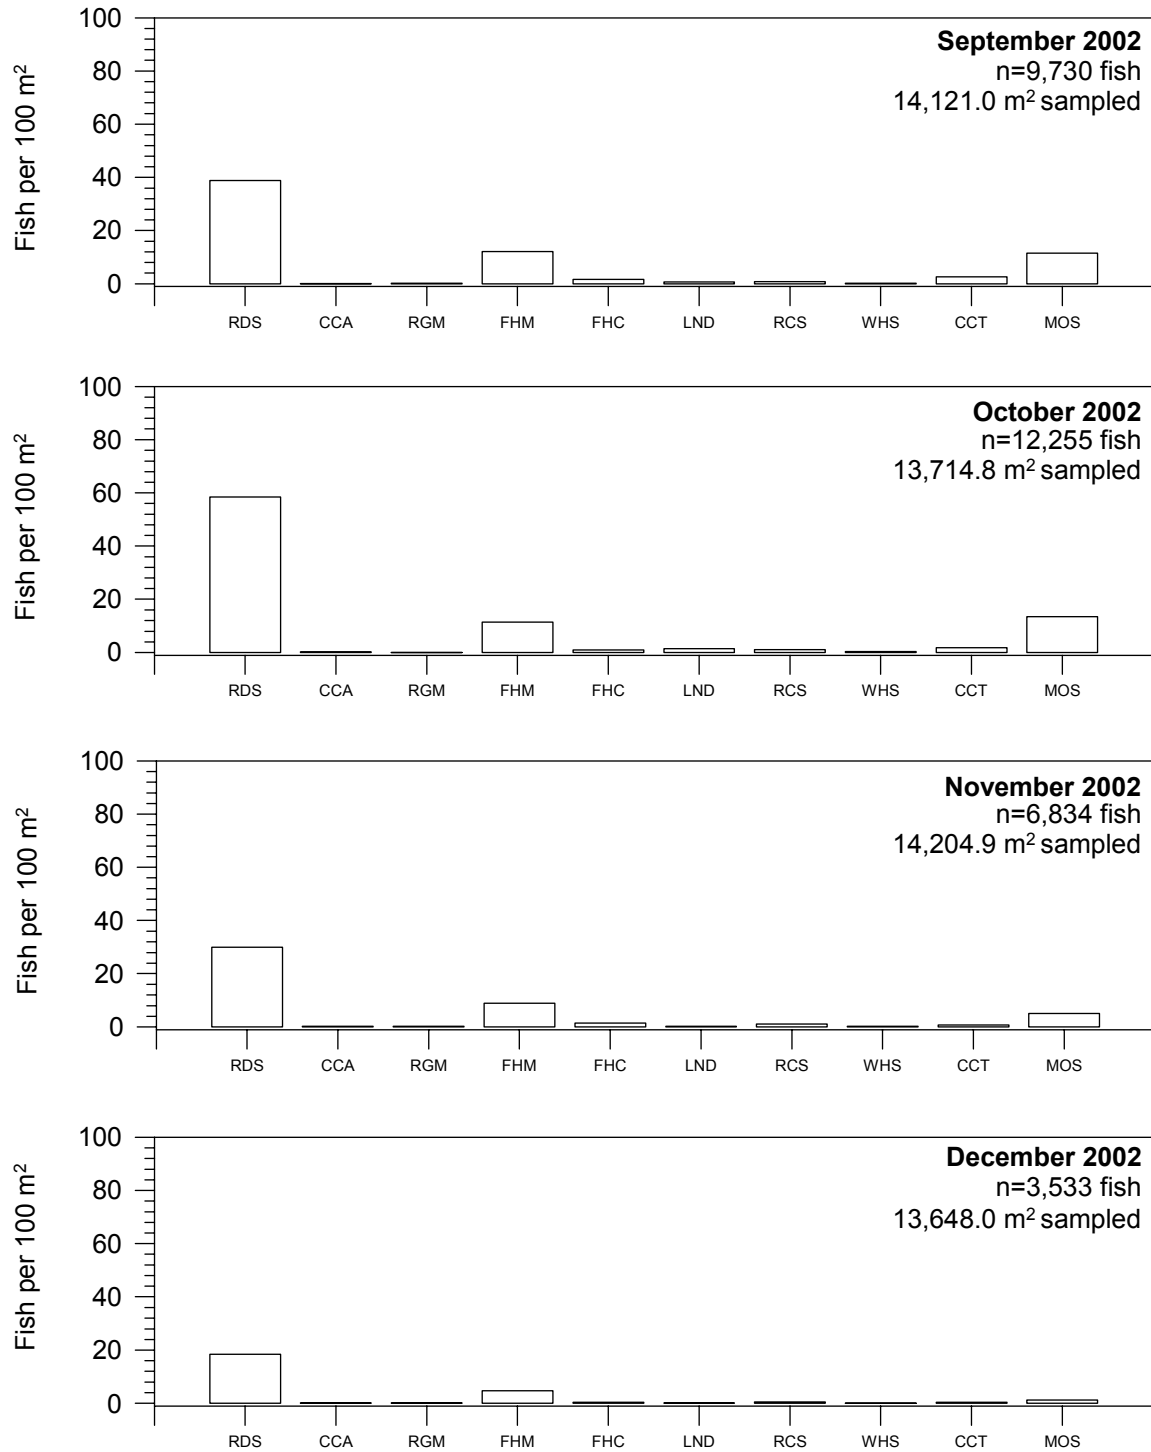 100
80
60
40
20
0
Fish per 100 m²
September 2002
n=9,730 fish
14,121.0 m² sampled
RDS CCA RGM FHM FHC LND RCS WHS CCT MOS
100
80
60
40
20
0
Fish per 100 m²
October 2002
n=12,255 fish
13,714.8 m² sampled
RDS CCA RGM FHM FHC LND RCS WHS CCT MOS
100
80
60
40
20
0
Fish per 100 m²
November 2002
n=6,834 fish
14,204.9 m² sampled
RDS CCA RGM FHM FHC LND RCS WHS CCT MOS
100
80
60
40
20
0
Fish per 100 m²
December 2002
n=3,533 fish
13,648.0 m² sampled
RDS CCA RGM FHM FHC LND RCS WHS CCT MOS